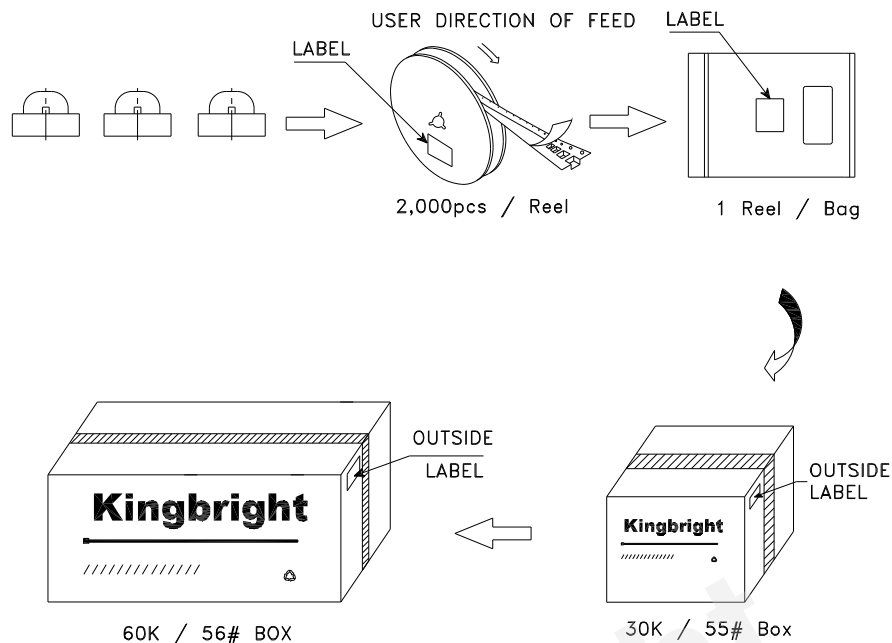 USER DIRECTION OF FEED
LABEL
LABEL
2,000pcs / Reel
1 Reel / Bag
OUTSIDE
LABEL
Kingbright
60K / 56# BOX
OUTSIDE
LABEL
Kingbright
30K / 55# Box